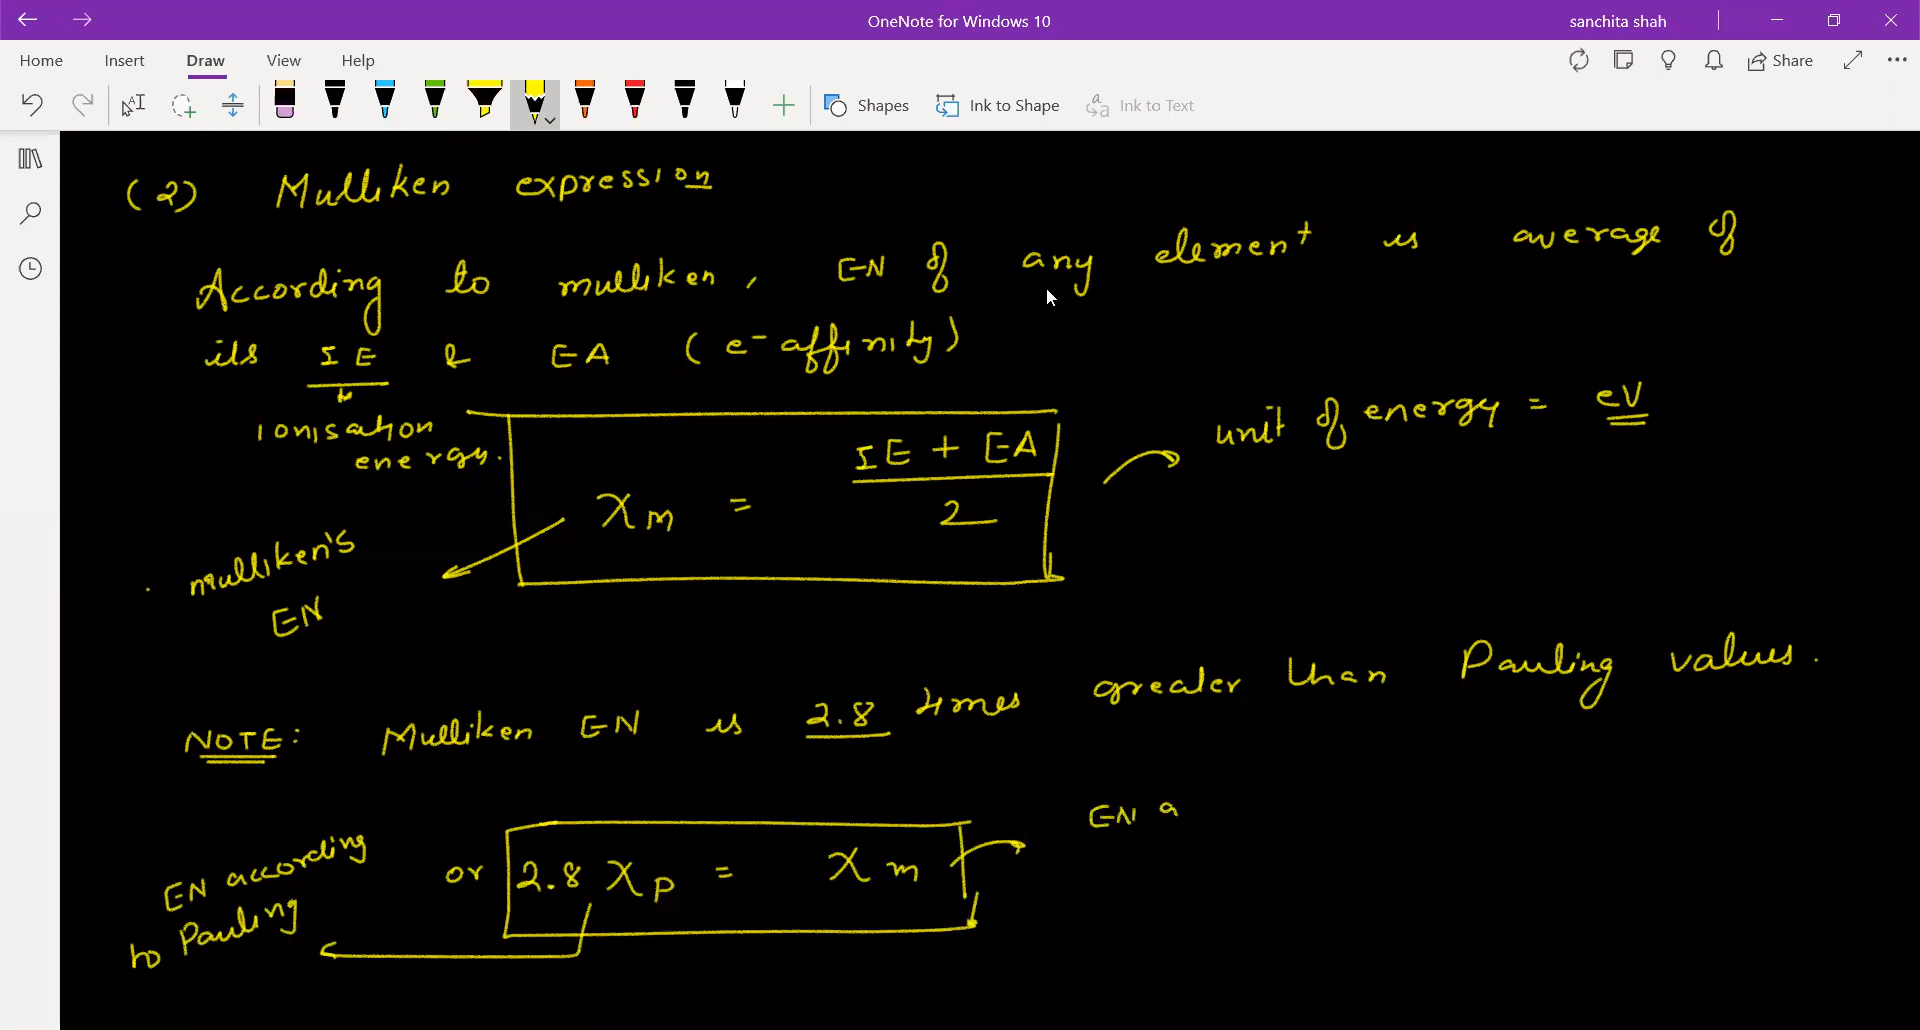 OneNote for Windows 10
sanchita shah
Home Insert Draw View Help
Share
Shapes Ink to Shape Ink to Text
(2) Mulliken expression
According to mulliken, EN of any element is average of
its IE & EA (e⁻ affinity)
ionisation
energy.
χm = IE + EA
2
unit of energy = eV
mulliken's
EN
NOTE: Mulliken EN is 2.8 times greater than Pauling values.
or 2.8 χp = χm
EN a
EN according
to Pauling